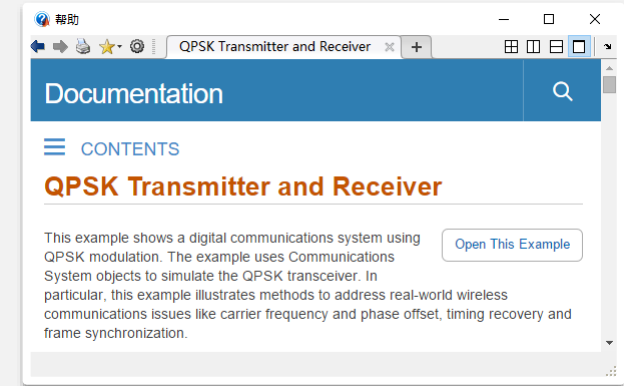 帮助
QPSK Transmitter and Receiver
Documentation
CONTENTS
QPSK Transmitter and Receiver
This example shows a digital communications system using
QPSK modulation. The example uses Communications
System objects to simulate the QPSK transceiver. In
particular, this example illustrates methods to address real-world wireless
communications issues like carrier frequency and phase offset, timing recovery and
frame synchronization.
Open This Example